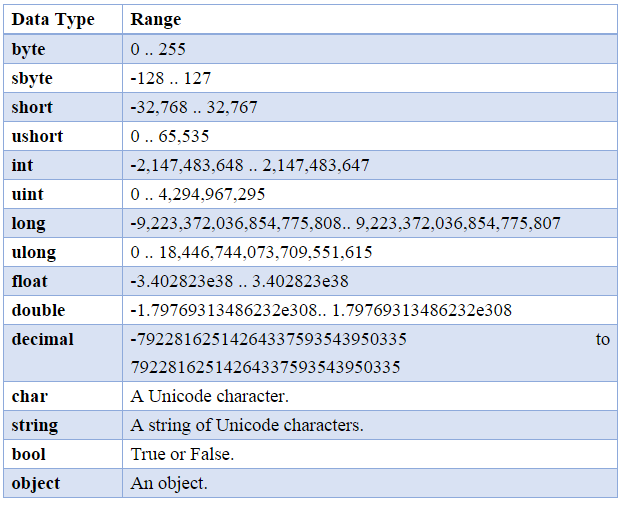 Data Type Range
byte 0 .. 255
sbyte -128 .. 127
short -32,768 .. 32,767
ushort 0 .. 65,535
int -2,147,483,648 .. 2,147,483,647
uint 0 .. 4,294,967,295
long -9,223,372,036,854,775,808.. 9,223,372,036,854,775,807
ulong 0 .. 18,446,744,073,709,551,615
float -3.402823e38 .. 3.402823e38
double -1.79769313486232e308.. 1.79769313486232e308
decimal -79228162514264337593543950335 to
79228162514264337593543950335
char A Unicode character.
string A string of Unicode characters.
bool True or False.
object An object.